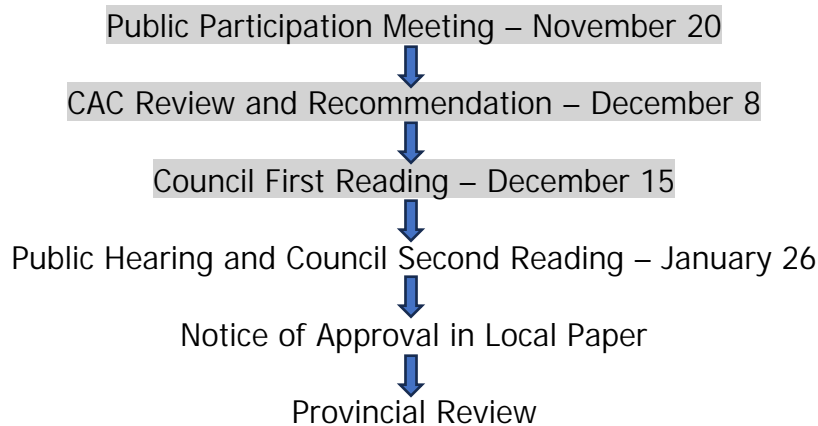 Public Participation Meeting – November 20
CAC Review and Recommendation – December 8
Council First Reading – December 15
Public Hearing and Council Second Reading – January 26
Notice of Approval in Local Paper
Provincial Review